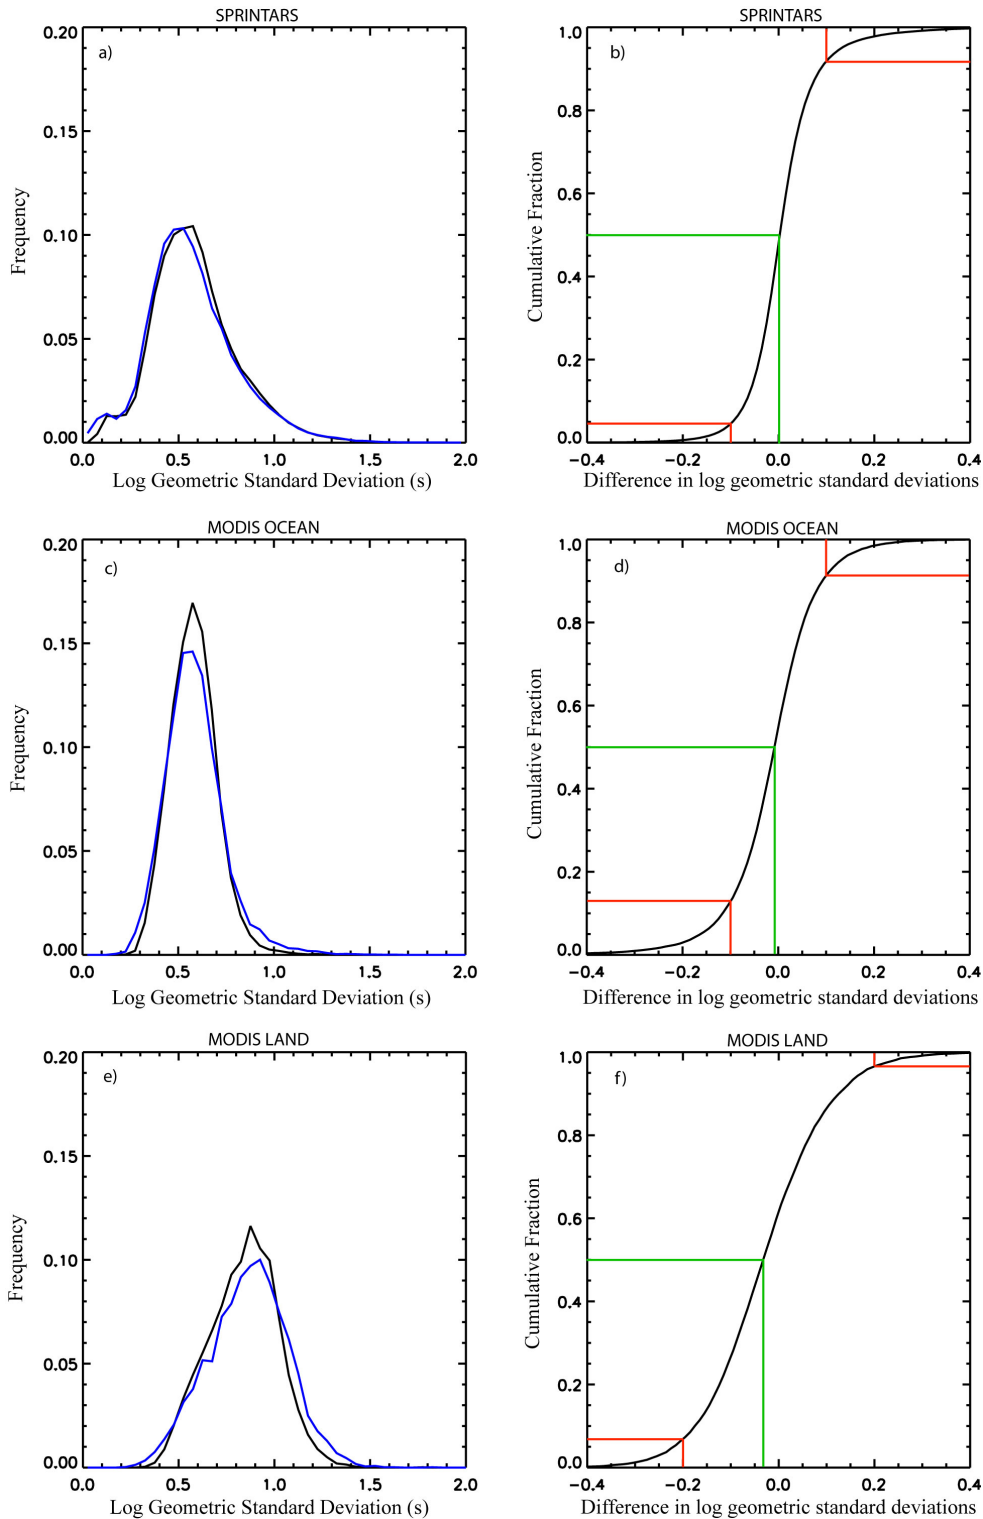 SPRINTARS
a)
0.20
0.15
0.10
0.05
0.00
Frequency
0.0 0.5 1.0 1.5 2.0
Log Geometric Standard Deviation (s)
SPRINTARS
b)
1.0
0.8
0.6
0.4
0.2
0.0
Cumulative Fraction
−0.4 −0.2 0.0 0.2 0.4
Difference in log geometric standard deviations
MODIS OCEAN
c)
0.20
0.15
0.10
0.05
0.00
Frequency
0.0 0.5 1.0 1.5 2.0
Log Geometric Standard Deviation (s)
MODIS OCEAN
d)
1.0
0.8
0.6
0.4
0.2
0.0
Cumulative Fraction
−0.4 −0.2 0.0 0.2 0.4
Difference in log geometric standard deviations
MODIS LAND
e)
0.20
0.15
0.10
0.05
0.00
Frequency
0.0 0.5 1.0 1.5 2.0
Log Geometric Standard Deviation (s)
MODIS LAND
f)
1.0
0.8
0.6
0.4
0.2
0.0
Cumulative Fraction
−0.4 −0.2 0.0 0.2 0.4
Difference in log geometric standard deviations